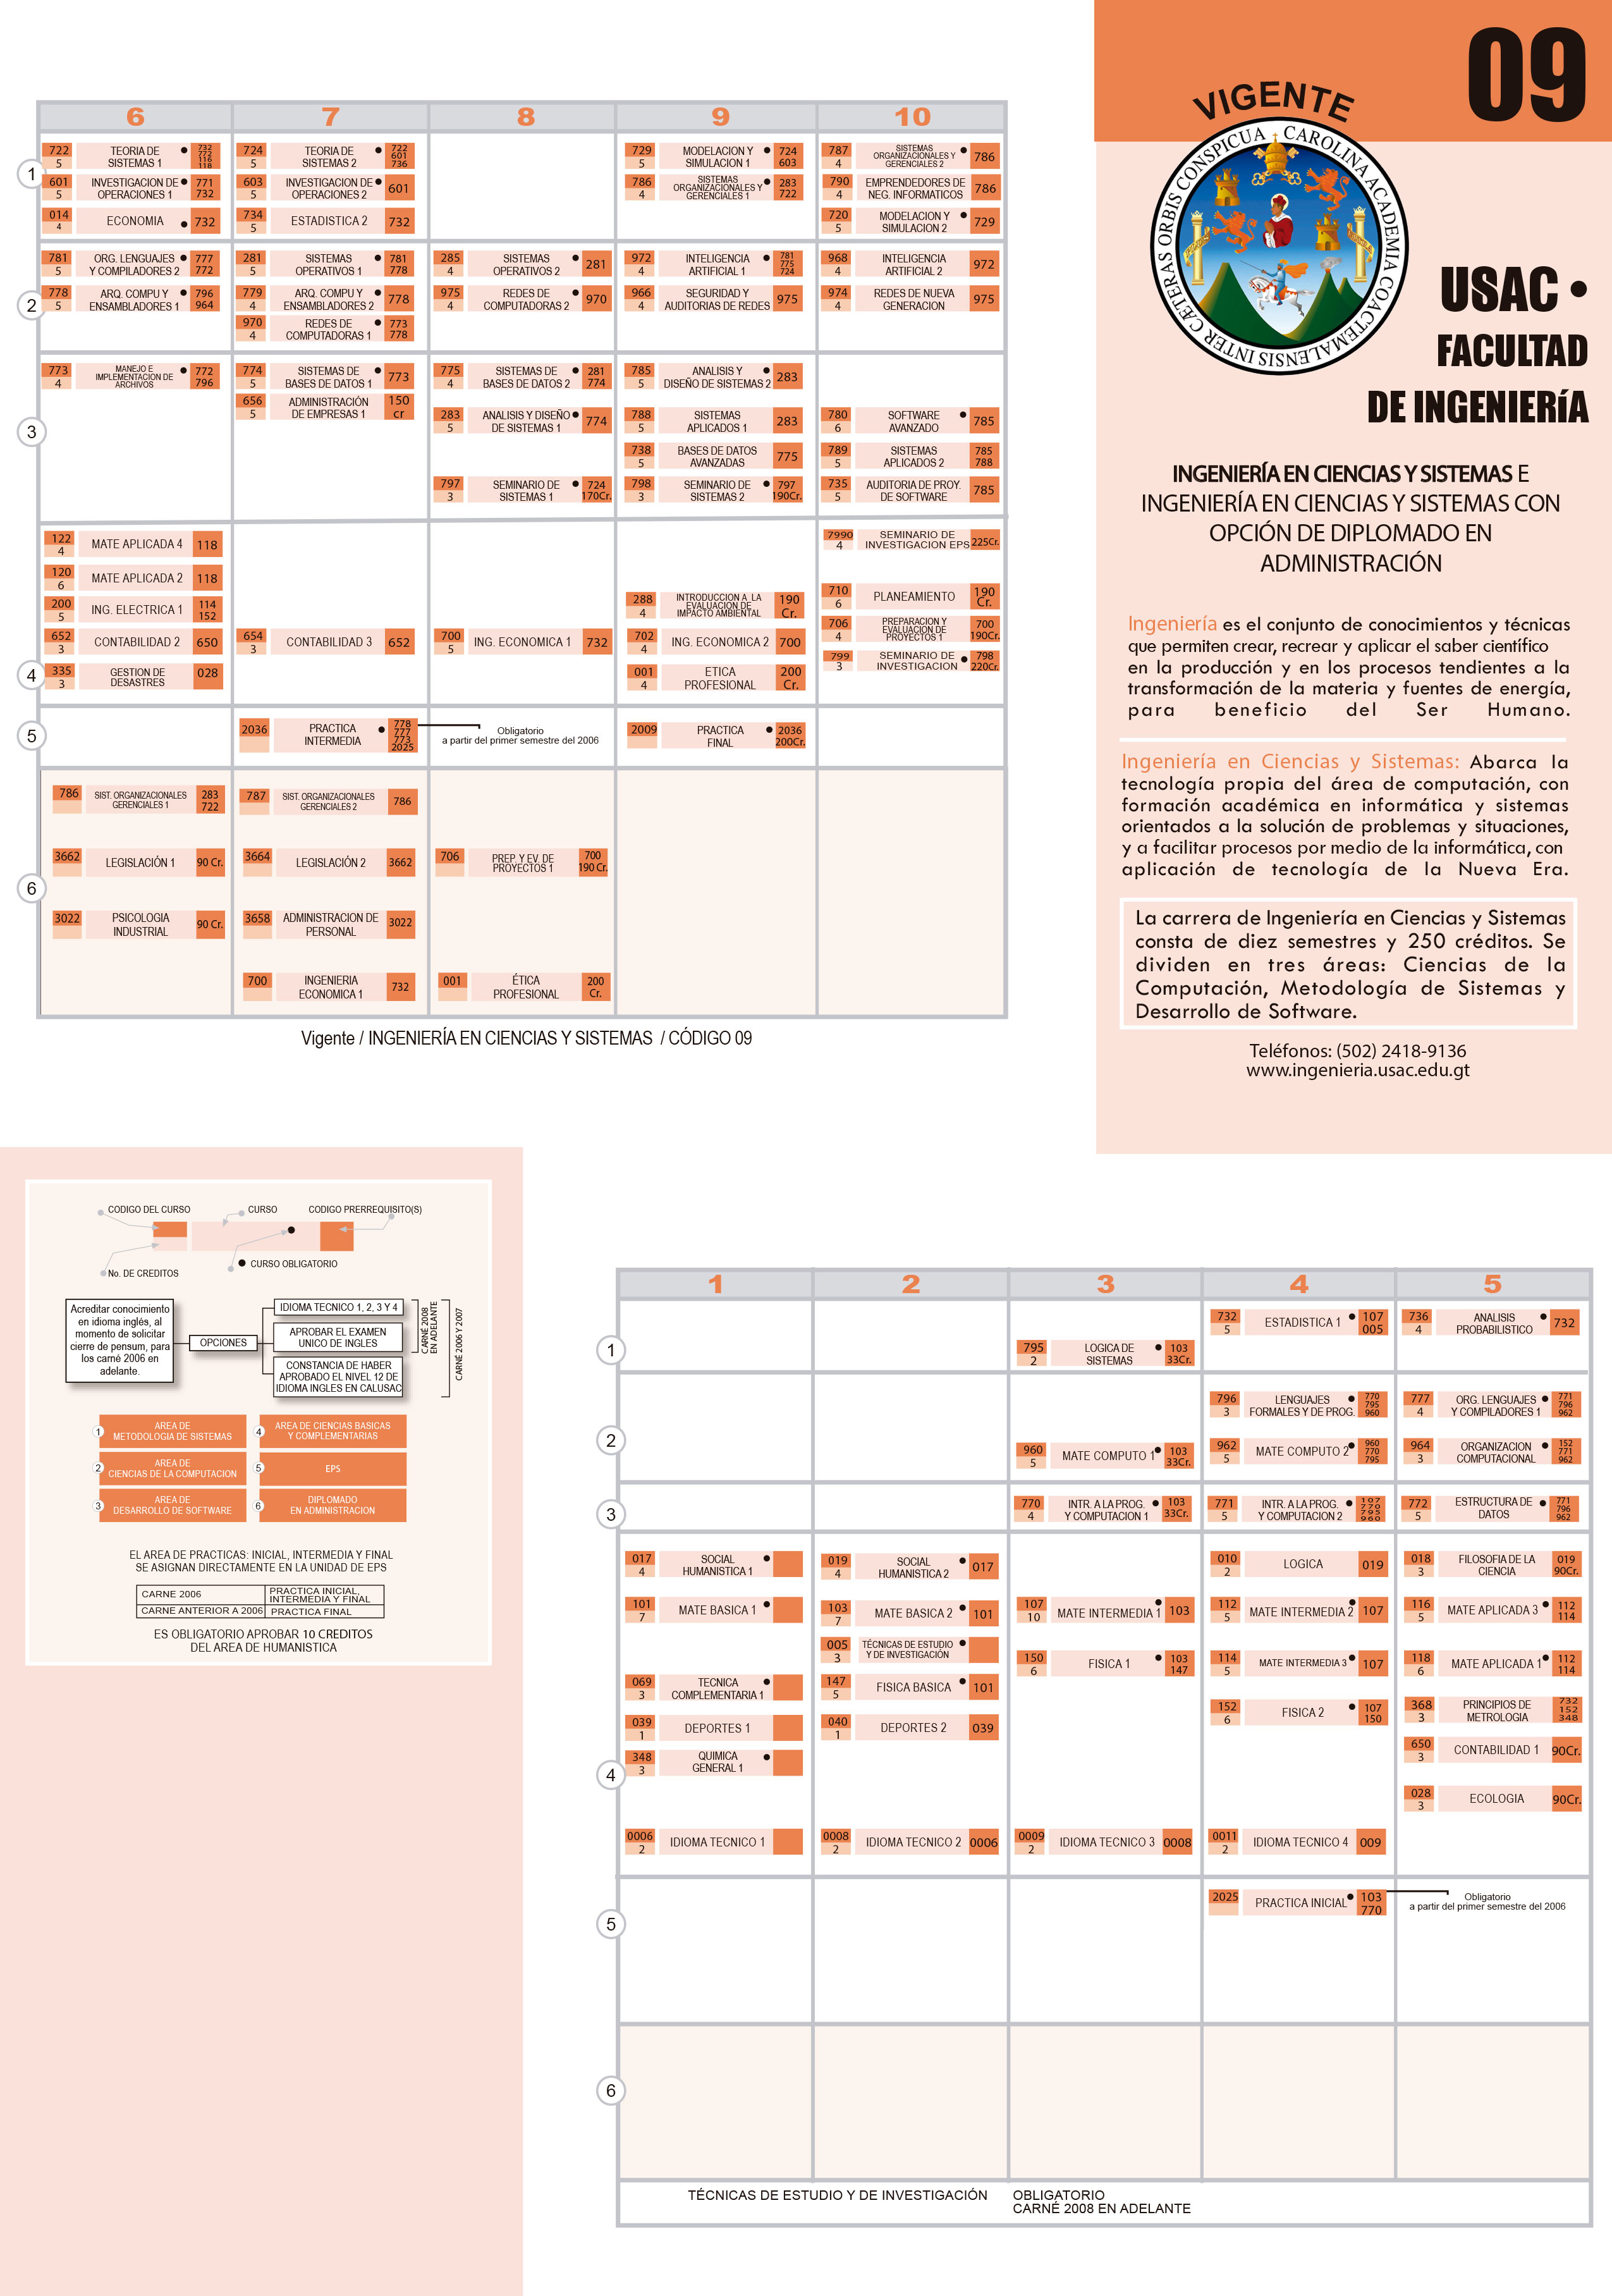 09
VIGENTE
INTER CÆTERAS ORBIS CONSPICUA CAROLINA ACADEMIA COACTEMALENSIS
USAC •
FACULTAD
DE INGENIERíA
INGENIERÍA EN CIENCIAS Y SISTEMAS E
INGENIERÍA EN CIENCIAS Y SISTEMAS CON
OPCIÓN DE DIPLOMADO EN
ADMINISTRACIÓN
Ingeniería es el conjunto de conocimientos y técnicas
que permiten crear, recrear y aplicar el saber científico
en la producción y en los procesos tendientes a la
transformación de la materia y fuentes de energía,
para beneficio del Ser Humano.
Ingeniería en Ciencias y Sistemas: Abarca la
tecnología propia del área de computación, con
formación académica en informática y sistemas
orientados a la solución de problemas y situaciones,
y a facilitar procesos por medio de la informática, con
aplicación de tecnología de la Nueva Era.
La carrera de Ingeniería en Ciencias y Sistemas
consta de diez semestres y 250 créditos. Se
dividen en tres áreas: Ciencias de la
Computación, Metodología de Sistemas y
Desarrollo de Software.
Teléfonos: (502) 2418-9136
www.ingenieria.usac.edu.gt
6 7 8 9 10
1
722 5 TEORIA DE SISTEMAS 1 • 732 772 116 118
724 5 TEORIA DE SISTEMAS 2 • 722 601 736
729 5 MODELACION Y SIMULACION 1 • 724 603
787 4 SISTEMAS ORGANIZACIONALES Y GERENCIALES 2 • 786
601 5 INVESTIGACION DE OPERACIONES 1 • 771 732
603 5 INVESTIGACION DE OPERACIONES 2 • 601
786 4 SISTEMAS ORGANIZACIONALES Y GERENCIALES 1 • 283 722
790 4 EMPRENDEDORES DE NEG. INFORMATICOS 786
014 4 ECONOMIA • 732
734 5 ESTADISTICA 2 732
720 5 MODELACION Y SIMULACION 2 • 729
2
781 5 ORG. LENGUAJES Y COMPILADORES 2 • 777 772
281 5 SISTEMAS OPERATIVOS 1 • 781 778
285 4 SISTEMAS OPERATIVOS 2 • 281
972 4 INTELIGENCIA ARTIFICIAL 1 • 781 775 724
968 4 INTELIGENCIA ARTIFICIAL 2 972
778 5 ARQ. COMPU Y ENSAMBLADORES 1 • 796 964
779 4 ARQ. COMPU Y ENSAMBLADORES 2 • 778
975 4 REDES DE COMPUTADORAS 2 • 970
966 4 SEGURIDAD Y AUDITORIAS DE REDES 975
974 4 REDES DE NUEVA GENERACION 975
970 4 REDES DE COMPUTADORAS 1 • 773 778
3
773 4 MANEJO E IMPLEMENTACION DE ARCHIVOS • 772 796
774 5 SISTEMAS DE BASES DE DATOS 1 • 773
775 4 SISTEMAS DE BASES DE DATOS 2 • 281 774
785 5 ANALISIS Y DISEÑO DE SISTEMAS 2 • 283
656 5 ADMINISTRACIÓN DE EMPRESAS 1 150 cr
283 5 ANALISIS Y DISEÑO DE SISTEMAS 1 • 774
788 5 SISTEMAS APLICADOS 1 283
780 6 SOFTWARE AVANZADO • 785
738 5 BASES DE DATOS AVANZADAS 775
789 5 SISTEMAS APLICADOS 2 785 788
797 3 SEMINARIO DE SISTEMAS 1 • 724 170Cr.
798 3 SEMINARIO DE SISTEMAS 2 • 797 190Cr.
735 5 AUDITORIA DE PROY. DE SOFTWARE 785
4
122 4 MATE APLICADA 4 118
7990 4 SEMINARIO DE INVESTIGACION EPS 225Cr.
120 6 MATE APLICADA 2 118
200 5 ING. ELECTRICA 1 114 152
288 4 INTRODUCCION A LA EVALUACION DE IMPACTO AMBIENTAL 190 Cr.
710 6 PLANEAMIENTO 190 Cr.
652 3 CONTABILIDAD 2 650
654 3 CONTABILIDAD 3 652
700 5 ING. ECONOMICA 1 732
702 4 ING. ECONOMICA 2 700
706 4 PREPARACION Y EVALUACION DE PROYECTOS 1 700 190Cr.
335 3 GESTION DE DESASTRES 028
001 4 ETICA PROFESIONAL 200 Cr.
799 3 SEMINARIO DE INVESTIGACION • 798 220Cr.
5
2036 PRACTICA INTERMEDIA • 778 777 773 2025
Obligatorio
a partir del primer semestre del 2006
2009 PRACTICA FINAL • 2036 200Cr.
6
786 SIST. ORGANIZACIONALES GERENCIALES 1 283 722
787 SIST. ORGANIZACIONALES GERENCIALES 2 786
3662 LEGISLACIÓN 1 90 Cr.
3664 LEGISLACIÓN 2 3662
706 PREP. Y EV. DE PROYECTOS 1 700 190 Cr.
3022 PSICOLOGIA INDUSTRIAL 90 Cr.
3658 ADMINISTRACION DE PERSONAL 3022
700 INGENIERIA ECONOMICA 1 732
001 ÉTICA PROFESIONAL 200 Cr.
Vigente / INGENIERÍA EN CIENCIAS Y SISTEMAS / CÓDIGO 09
CODIGO DEL CURSO
CURSO
CODIGO PRERREQUISITO(S)
No. DE CREDITOS
• CURSO OBLIGATORIO
Acreditar conocimiento
en idioma inglés, al
momento de solicitar
cierre de pensum, para
los carné 2006 en
adelante.
OPCIONES
IDIOMA TECNICO 1, 2, 3 Y 4
APROBAR EL EXAMEN
UNICO DE INGLES
CONSTANCIA DE HABER
APROBADO EL NIVEL 12 DE
IDIOMA INGLES EN CALUSAC
CARNÉ 2008
EN ADELANTE
CARNÉ 2006 Y 2007
1 AREA DE METODOLOGIA DE SISTEMAS
4 AREA DE CIENCIAS BASICAS Y COMPLEMENTARIAS
2 AREA DE CIENCIAS DE LA COMPUTACION
5 EPS
3 AREA DE DESARROLLO DE SOFTWARE
6 DIPLOMADO EN ADMINISTRACION
EL AREA DE PRACTICAS: INICIAL, INTERMEDIA Y FINAL
SE ASIGNAN DIRECTAMENTE EN LA UNIDAD DE EPS
CARNE 2006 PRACTICA INICIAL, INTERMEDIA Y FINAL
CARNE ANTERIOR A 2006 PRACTICA FINAL
ES OBLIGATORIO APROBAR 10 CREDITOS
DEL AREA DE HUMANISTICA
1 2 3 4 5
1
732 5 ESTADISTICA 1 • 107 005
736 4 ANALISIS PROBABILISTICO • 732
795 2 LOGICA DE SISTEMAS • 103 33Cr.
2
796 3 LENGUAJES FORMALES Y DE PROG. • 770 795 960
777 4 ORG. LENGUAJES Y COMPILADORES 1 • 771 796 962
960 5 MATE COMPUTO 1 • 103 33Cr.
962 5 MATE COMPUTO 2 • 960 770 795
964 3 ORGANIZACION COMPUTACIONAL • 152 771 962
3
770 4 INTR. A LA PROG. Y COMPUTACION 1 • 103 33Cr.
771 5 INTR. A LA PROG. Y COMPUTACION 2 • 107 770 795 960
772 5 ESTRUCTURA DE DATOS • 771 796 962
4
017 4 SOCIAL HUMANISTICA 1 •
019 4 SOCIAL HUMANISTICA 2 • 017
010 2 LOGICA 019
018 3 FILOSOFIA DE LA CIENCIA 019 90Cr.
101 7 MATE BASICA 1 •
103 7 MATE BASICA 2 • 101
107 10 MATE INTERMEDIA 1 • 103
112 5 MATE INTERMEDIA 2 • 107
116 5 MATE APLICADA 3 • 112 114
005 3 TÉCNICAS DE ESTUDIO Y DE INVESTIGACIÓN •
150 6 FISICA 1 • 103 147
114 5 MATE INTERMEDIA 3 • 107
118 6 MATE APLICADA 1 • 112 114
069 3 TECNICA COMPLEMENTARIA 1 •
147 5 FISICA BASICA • 101
152 6 FISICA 2 • 107 150
368 3 PRINCIPIOS DE METROLOGIA 732 152 348
039 1 DEPORTES 1
040 1 DEPORTES 2 039
650 3 CONTABILIDAD 1 90Cr.
348 3 QUIMICA GENERAL 1 •
028 3 ECOLOGIA 90Cr.
0006 2 IDIOMA TECNICO 1
0008 2 IDIOMA TECNICO 2 0006
0009 2 IDIOMA TECNICO 3 0008
0011 2 IDIOMA TECNICO 4 009
5
2025 PRACTICA INICIAL • 103 770
Obligatorio
a partir del primer semestre del 2006
6
TÉCNICAS DE ESTUDIO Y DE INVESTIGACIÓN OBLIGATORIO
CARNÉ 2008 EN ADELANTE